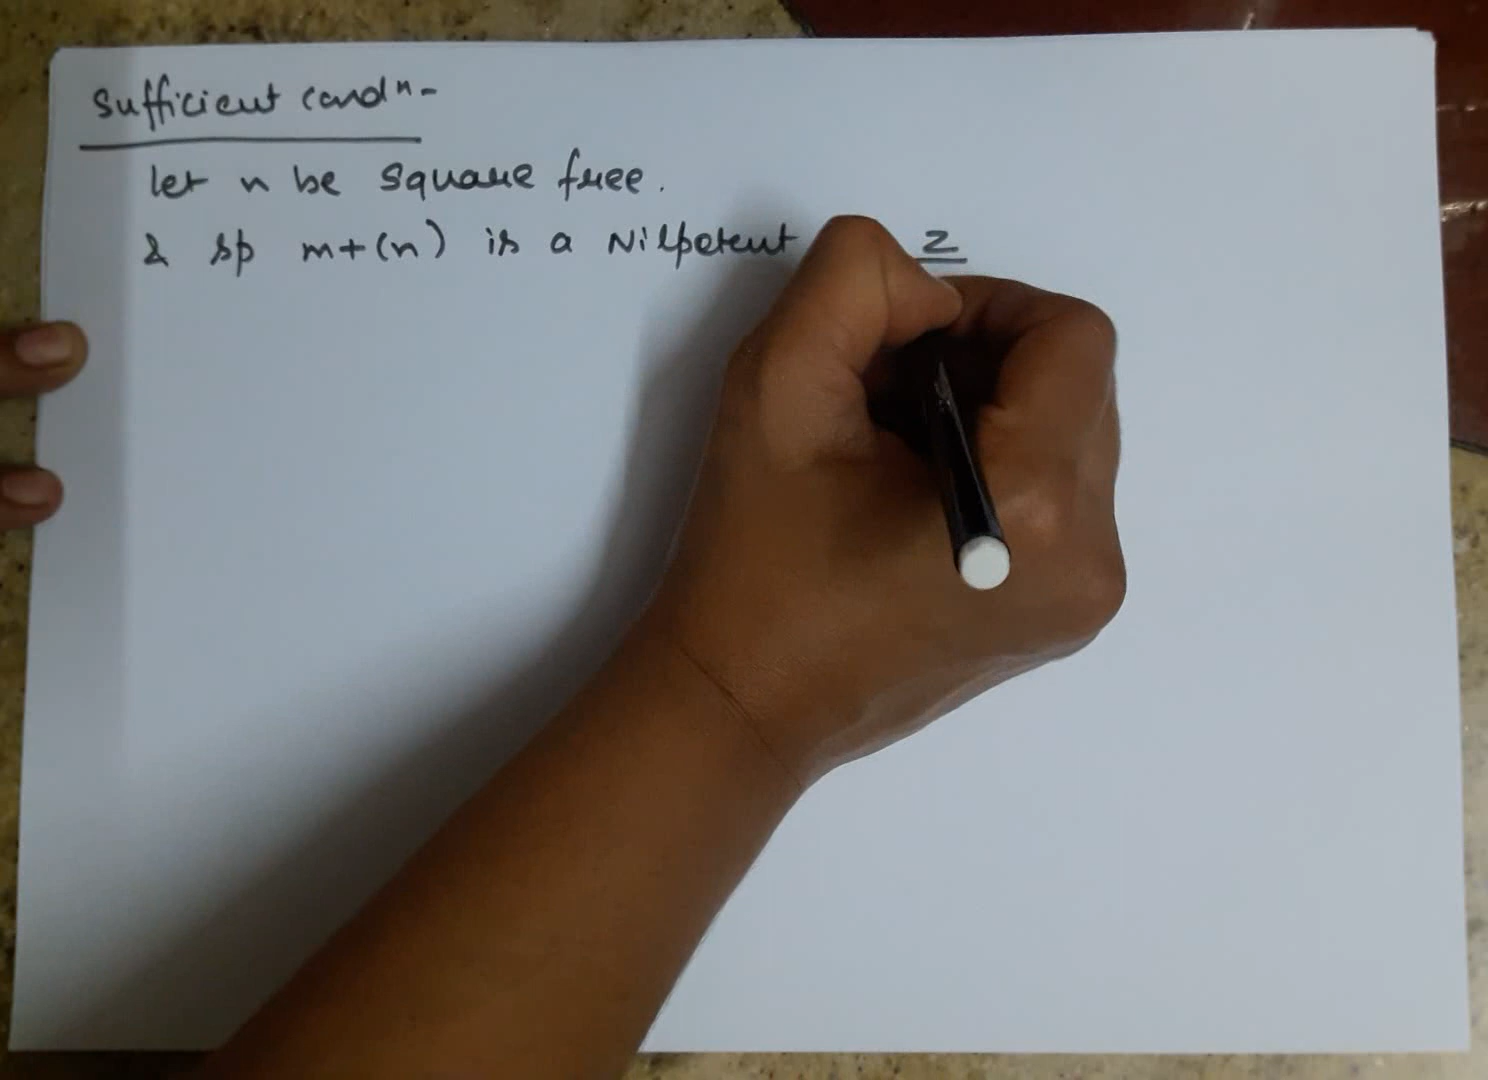 Sufficient condⁿ-
let n be square free.
& sp m+(n) is a Nilpotent z